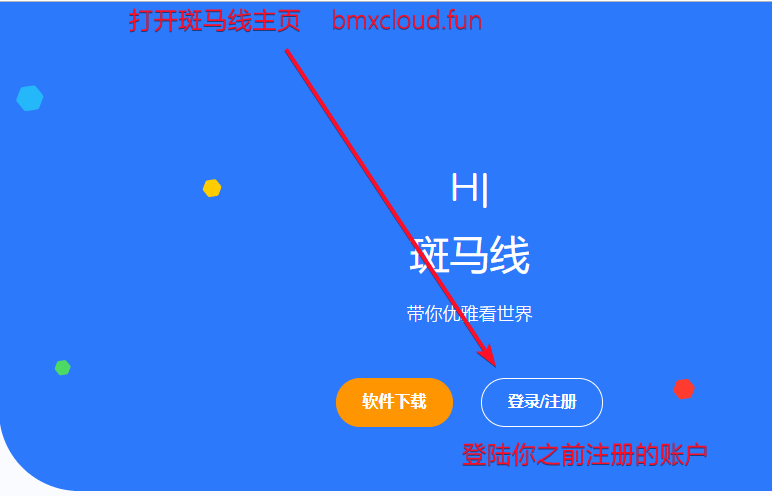 打开斑马线主页 bmxcloud.fun
H|
斑马线
带你优雅看世界
软件下载 登录/注册
登陆你之前注册的账户